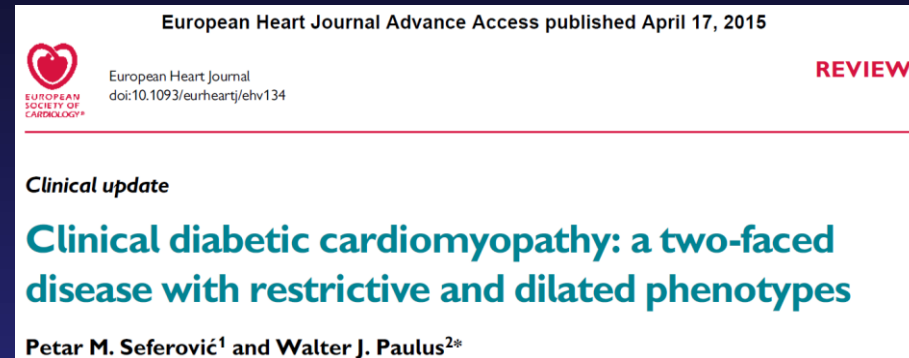 European Heart Journal Advance Access published April 17, 2015
EUROPEAN
SOCIETY OF
CARDIOLOGY®
European Heart Journal
doi:10.1093/eurheartj/ehv134
REVIEW
Clinical update
Clinical diabetic cardiomyopathy: a two-faced
disease with restrictive and dilated phenotypes
Petar M. Seferović¹ and Walter J. Paulus²*